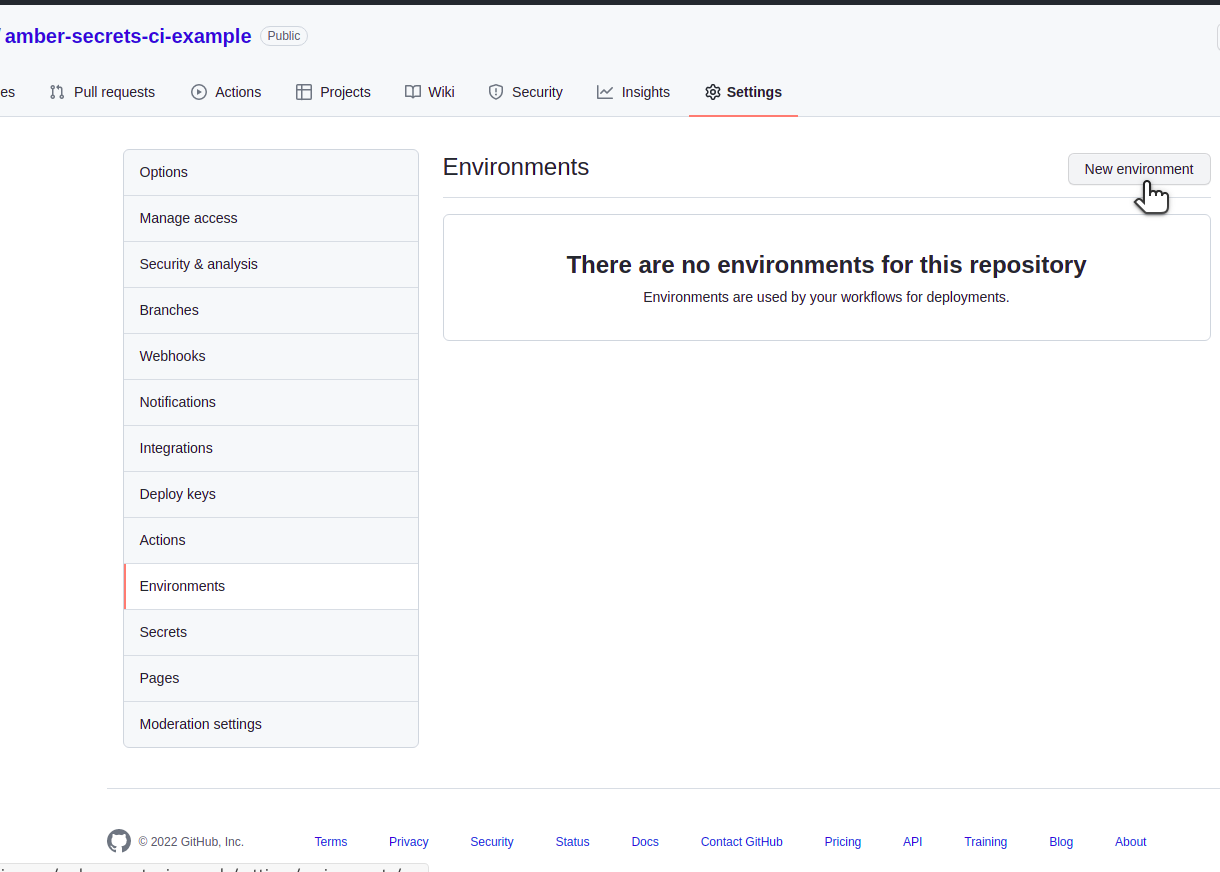 amber-secrets-ci-example Public
es Pull requests Actions Projects Wiki Security Insights Settings
Options
Manage access
Security & analysis
Branches
Webhooks
Notifications
Integrations
Deploy keys
Actions
Environments
Secrets
Pages
Moderation settings
Environments
New environment
There are no environments for this repository
Environments are used by your workflows for deployments.
© 2022 GitHub, Inc. Terms Privacy Security Status Docs Contact GitHub Pricing API Training Blog About